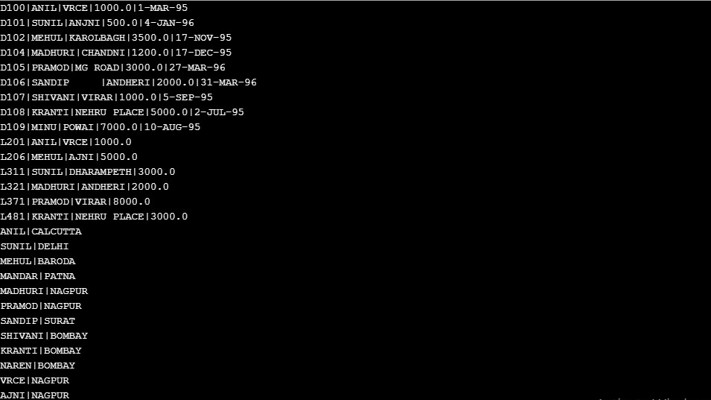 D100|ANIL|VRCE|1000.0|1-MAR-95
D101|SUNIL|ANJNI|500.0|4-JAN-96
D102|MEHUL|KAROLBAGH|3500.0|17-NOV-95
D104|MADHURI|CHANDNI|1200.0|17-DEC-95
D105|PRAMOD|MG ROAD|3000.0|27-MAR-96
D106|SANDIP     |ANDHERI|2000.0|31-MAR-96
D107|SHIVANI|VIRAR|1000.0|5-SEP-95
D108|KRANTI|NEHRU PLACE|5000.0|2-JUL-95
D109|MINU|POWAI|7000.0|10-AUG-95
L201|ANIL|VRCE|1000.0
L206|MEHUL|AJNI|5000.0
L311|SUNIL|DHARAMPETH|3000.0
L321|MADHURI|ANDHERI|2000.0
L371|PRAMOD|VIRAR|8000.0
L481|KRANTI|NEHRU PLACE|3000.0
ANIL|CALCUTTA
SUNIL|DELHI
MEHUL|BARODA
MANDAR|PATNA
MADHURI|NAGPUR
PRAMOD|NAGPUR
SANDIP|SURAT
SHIVANI|BOMBAY
KRANTI|BOMBAY
NAREN|BOMBAY
VRCE|NAGPUR
AJNI|NAGPUR